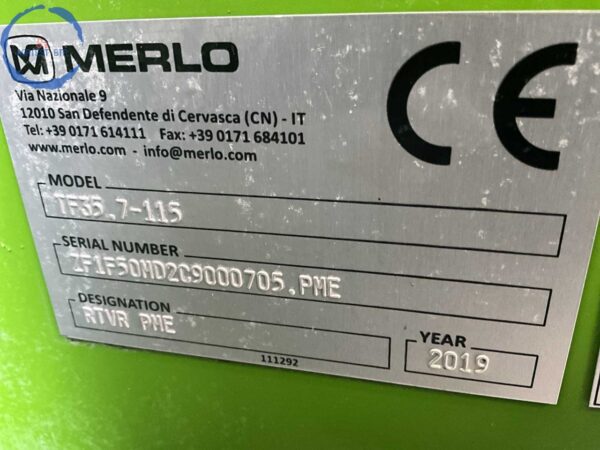 MERLO
Via Nazionale 9
12010 San Defendente di Cervasca (CN) - IT
Tel: +39 0171 614111 Fax: +39 0171 684101
www.merlo.com - info@merlo.com
CE
MODEL
TF35.7-115
SERIAL NUMBER
ZF1F50MD2C9000705.PME
DESIGNATION
RTVR PME
YEAR
2019
111292